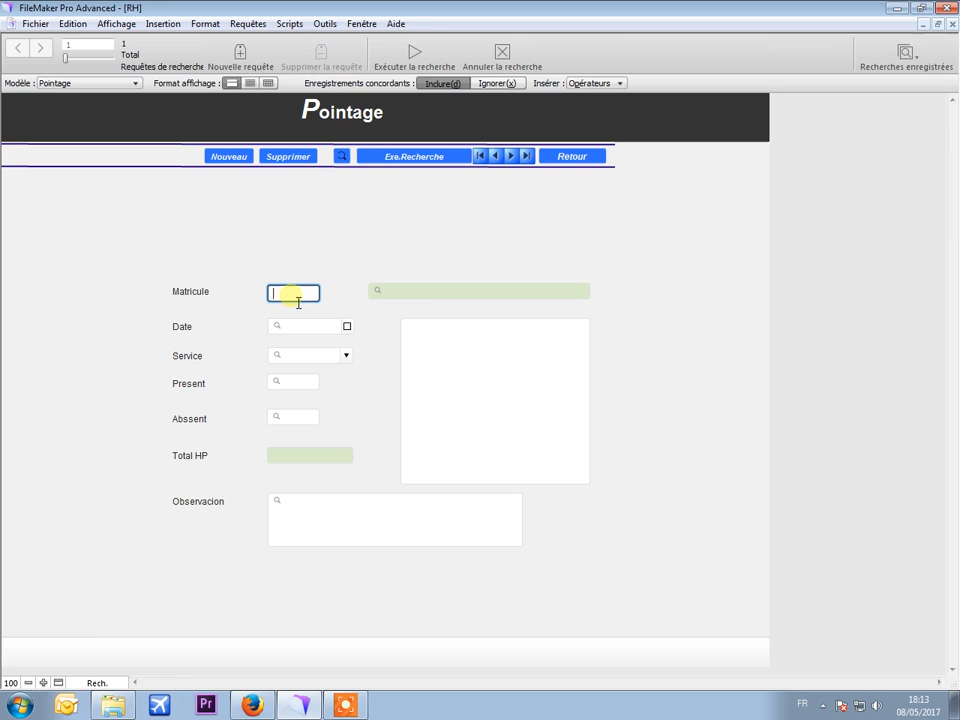 FileMaker Pro Advanced - [RH]
Fichier Edition Affichage Insertion Format Requêtes Scripts Outils Fenêtre Aide
1 1
Total
Requêtes de recherche Nouvelle requête Supprimer la requête Exécuter la recherche Annuler la recherche Recherches enregistrées
Modèle : Pointage Format affichage : Enregistrements concordants : Inclure(d) Ignorer(x) Insérer : Opérateurs
Pointage
Nouveau Supprimer Exe.Recherche Retour
Matricule
Date
Service
Present
Abssent
Total HP
Observacion
100 Rech.
FR 18:13
08/05/2017